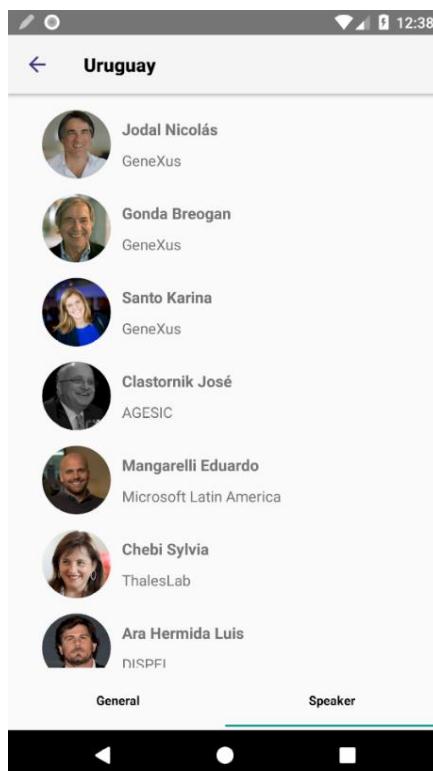 12:38
Uruguay
Jodal Nicolás
GeneXus
Gonda Breogan
GeneXus
Santo Karina
GeneXus
Clastornik José
AGESIC
Mangarelli Eduardo
Microsoft Latin America
Chebi Sylvia
ThalesLab
Ara Hermida Luis
General Speaker